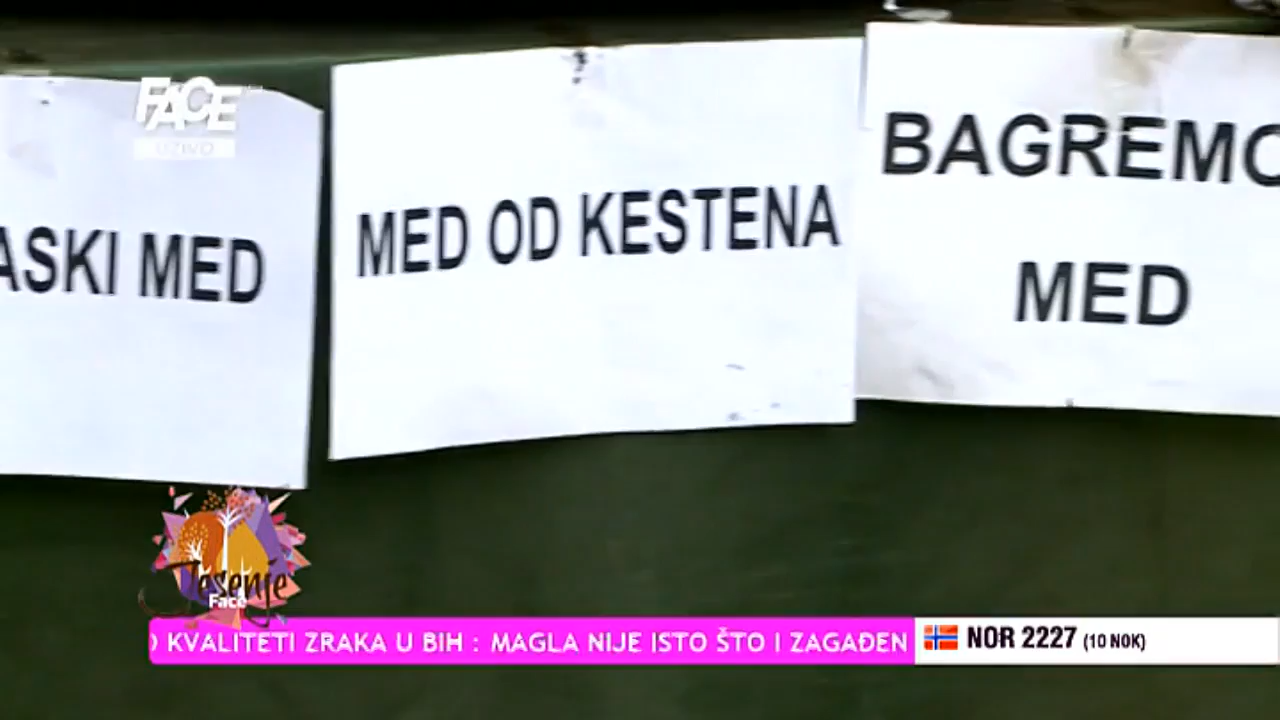 FACE
UŽIVO
ASKI MED
MED OD KESTENA
BAGREMO
MED
Jesenje
Face
O KVALITETI ZRAKA U BIH : MAGLA NIJE ISTO ŠTO I ZAGAĐEN
NOR 2227 (10 NOK)